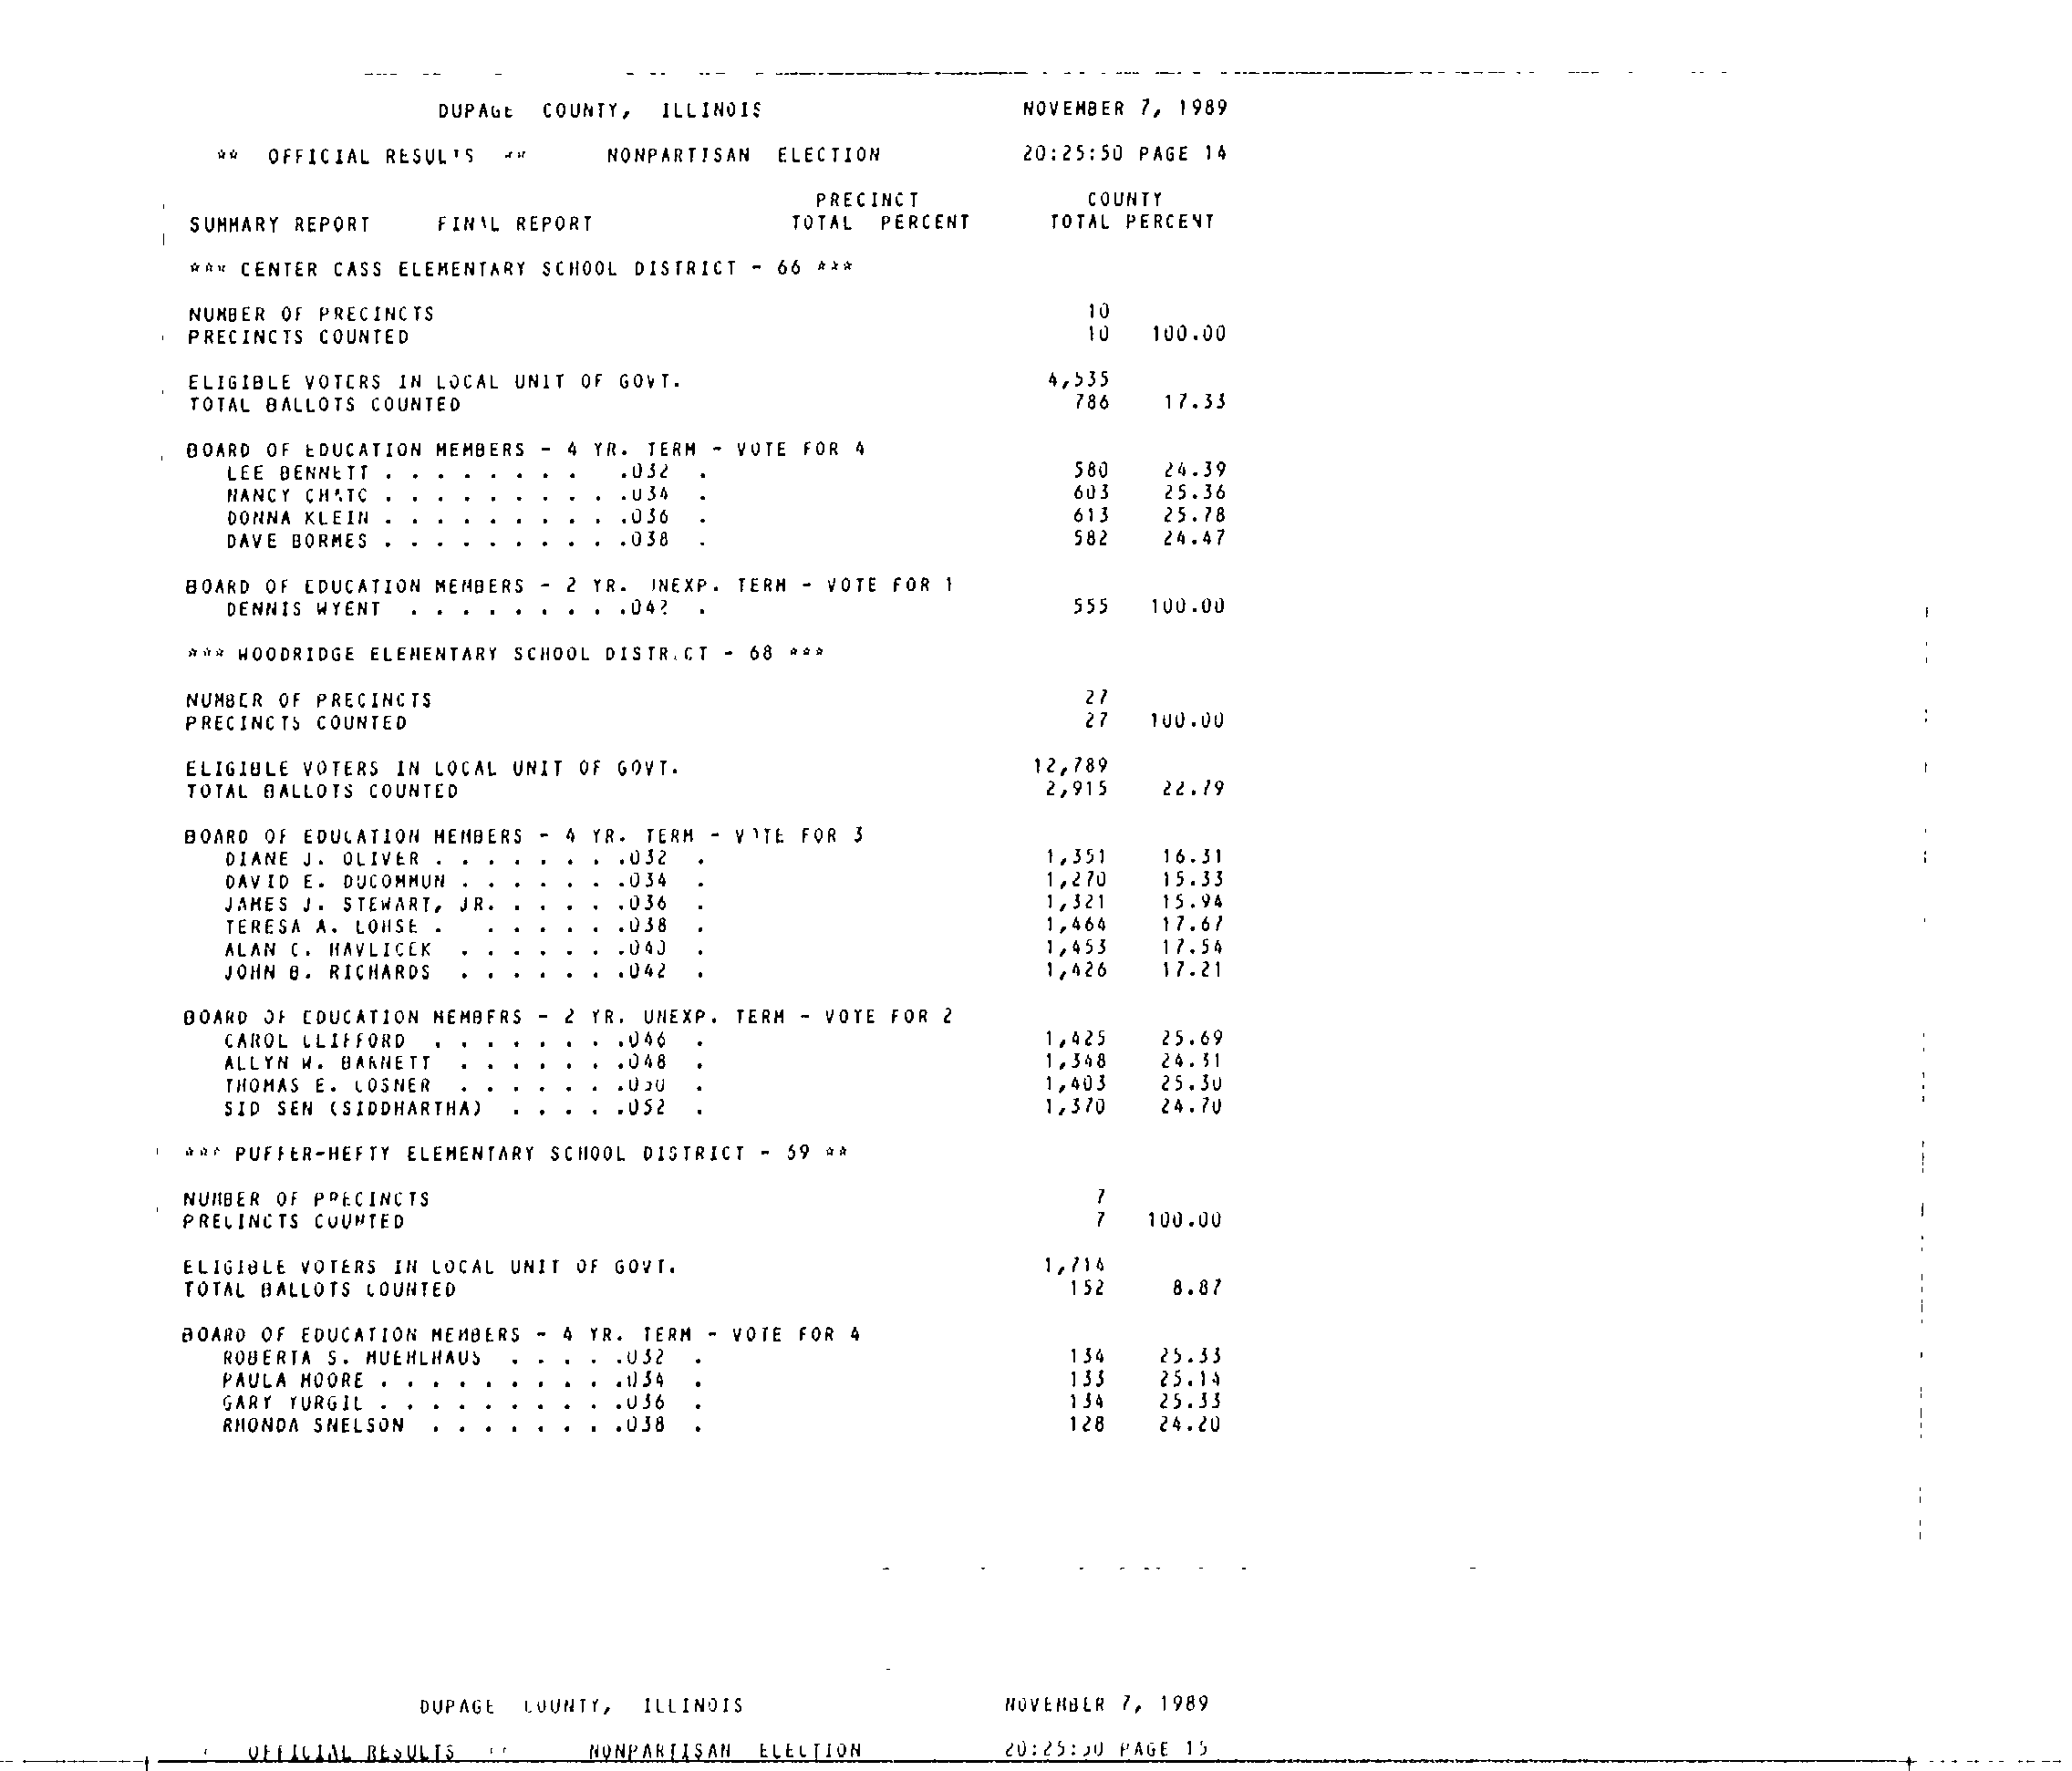 DUPAGE COUNTY, ILLINOIS NOVEMBER 7, 1989
** OFFICIAL RESULTS ** NONPARTISAN ELECTION 20:25:50 PAGE 14
PRECINCT COUNTY
SUMMARY REPORT FINAL REPORT TOTAL PERCENT TOTAL PERCENT
*** CENTER CASS ELEMENTARY SCHOOL DISTRICT - 66 ***
NUMBER OF PRECINCTS 10
PRECINCTS COUNTED 10 100.00
ELIGIBLE VOTERS IN LOCAL UNIT OF GOVT. 4,535
TOTAL BALLOTS COUNTED 786 17.33
BOARD OF EDUCATION MEMBERS - 4 YR. TERM - VOTE FOR 4
LEE BENNETT . . . . . . . . .032 . 580 24.39
NANCY . . . . . . . . . .034 . 603 25.36
DONNA KLEIN . . . . . . . . . .036 . 613 25.78
DAVE BORMES . . . . . . . . . .038 . 582 24.47
BOARD OF EDUCATION MEMBERS - 2 YR. UNEXP. TERM - VOTE FOR 1
DENNIS WYENT . . . . . . . . .042 . 555 100.00
*** WOODRIDGE ELEMENTARY SCHOOL DISTRICT - 68 ***
NUMBER OF PRECINCTS 27
PRECINCTS COUNTED 27 100.00
ELIGIBLE VOTERS IN LOCAL UNIT OF GOVT. 12,789
TOTAL BALLOTS COUNTED 2,915 22.79
BOARD OF EDUCATION MEMBERS - 4 YR. TERM - VOTE FOR 3
DIANE J. OLIVER . . . . . . . .032 . 1,351 16.31
DAVID E. DUCOMMUN . . . . . . .034 . 1,270 15.33
JAMES J. STEWART, JR. . . . . .036 . 1,321 15.94
TERESA A. LOHSE . . . . . . .038 . 1,464 17.67
ALAN C. HAVLICEK . . . . . . .040 . 1,453 17.54
JOHN B. RICHARDS . . . . . . .042 . 1,426 17.21
BOARD OF EDUCATION MEMBERS - 2 YR. UNEXP. TERM - VOTE FOR 2
CAROL CLIFFORD . . . . . . . .046 . 1,425 25.69
ALLYN W. BARNETT . . . . . . .048 . 1,348 24.31
THOMAS E. LOSNER . . . . . . .050 . 1,403 25.30
SID SEN (SIDDHARTHA) . . . . .052 . 1,370 24.70
*** PUFFER-HEFTY ELEMENTARY SCHOOL DISTRICT - 69 **
NUMBER OF PRECINCTS 7
PRECINCTS COUNTED 7 100.00
ELIGIBLE VOTERS IN LOCAL UNIT OF GOVT. 1,714
TOTAL BALLOTS COUNTED 152 8.87
BOARD OF EDUCATION MEMBERS - 4 YR. TERM - VOTE FOR 4
ROBERTA S. MUEHLHAUS . . . . .032 . 134 25.33
PAULA MOORE . . . . . . . . . .034 . 133 25.14
GARY YURGIL . . . . . . . . . .036 . 134 25.33
RHONDA SNELSON . . . . . . . .038 . 128 24.20
DUPAGE COUNTY, ILLINOIS NOVEMBER 7, 1989
OFFICIAL RESULTS NONPARTISAN ELECTION 20:25:50 PAGE 15